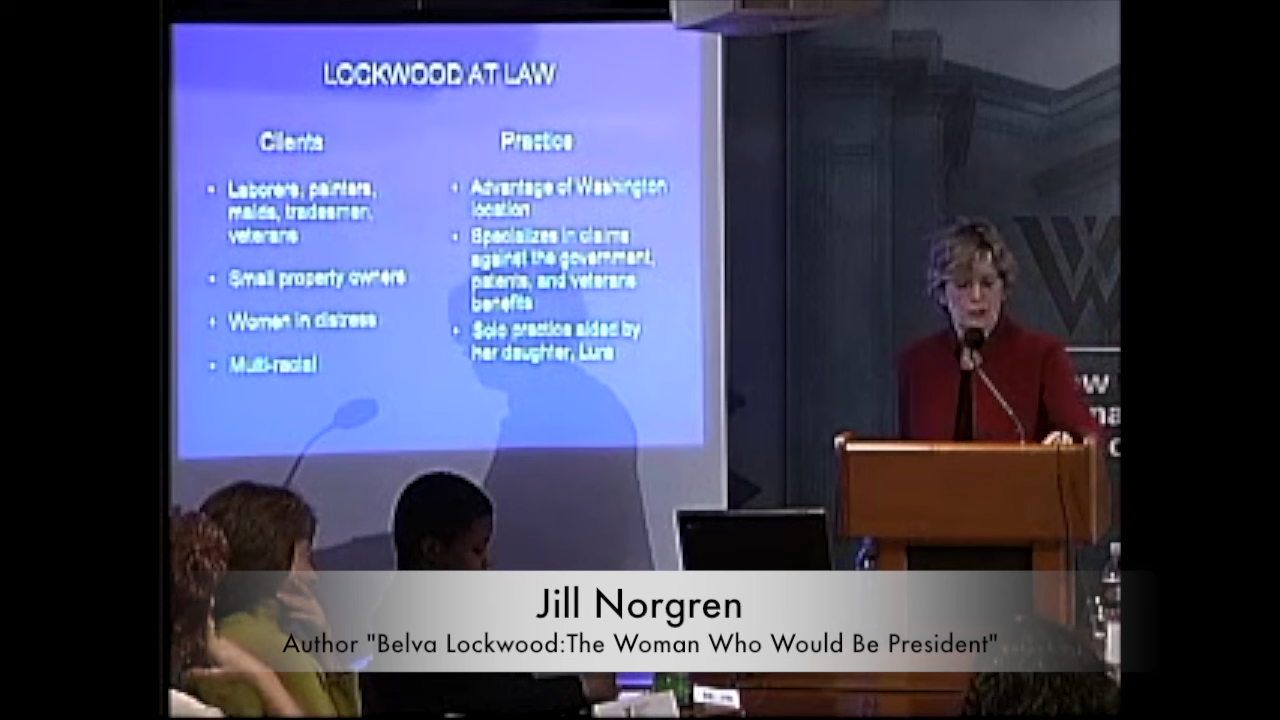 LOCKWOOD AT LAW
Clients
• Laborers, painters,
maids, tradesmen,
veterans
• Small property owners
• Women in distress
• Multi-racial
Practice
• Advantage of Washington
location
• Specializes in claims
against the government,
patents, and veterans
benefits
• Solo practice aided by
her daughter, Lura
W
Jill Norgren
Author "Belva Lockwood:The Woman Who Would Be President"